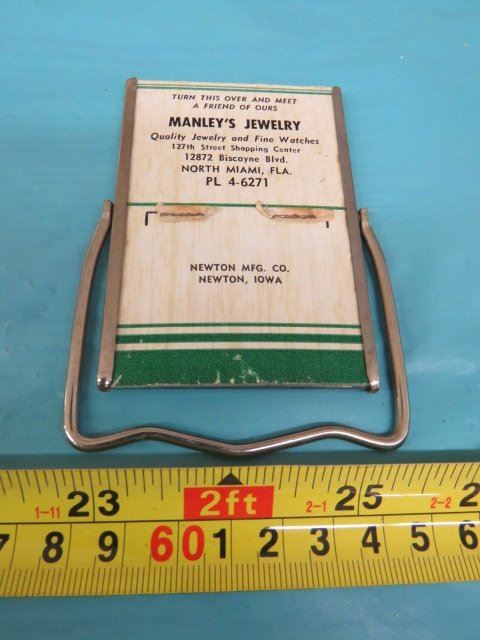 TURN THIS OVER AND MEET
A FRIEND OF OURS
MANLEY'S JEWELRY
Quality Jewelry and Fine Watches
127th Street Shopping Center
12872 Biscayne Blvd.
NORTH MIAMI, FLA.
PL 4-6271
NEWTON MFG. CO.
NEWTON, IOWA
1-11 23 2ft 2-1 25 2-2 2
7 8 9 60 1 2 3 4 5 6